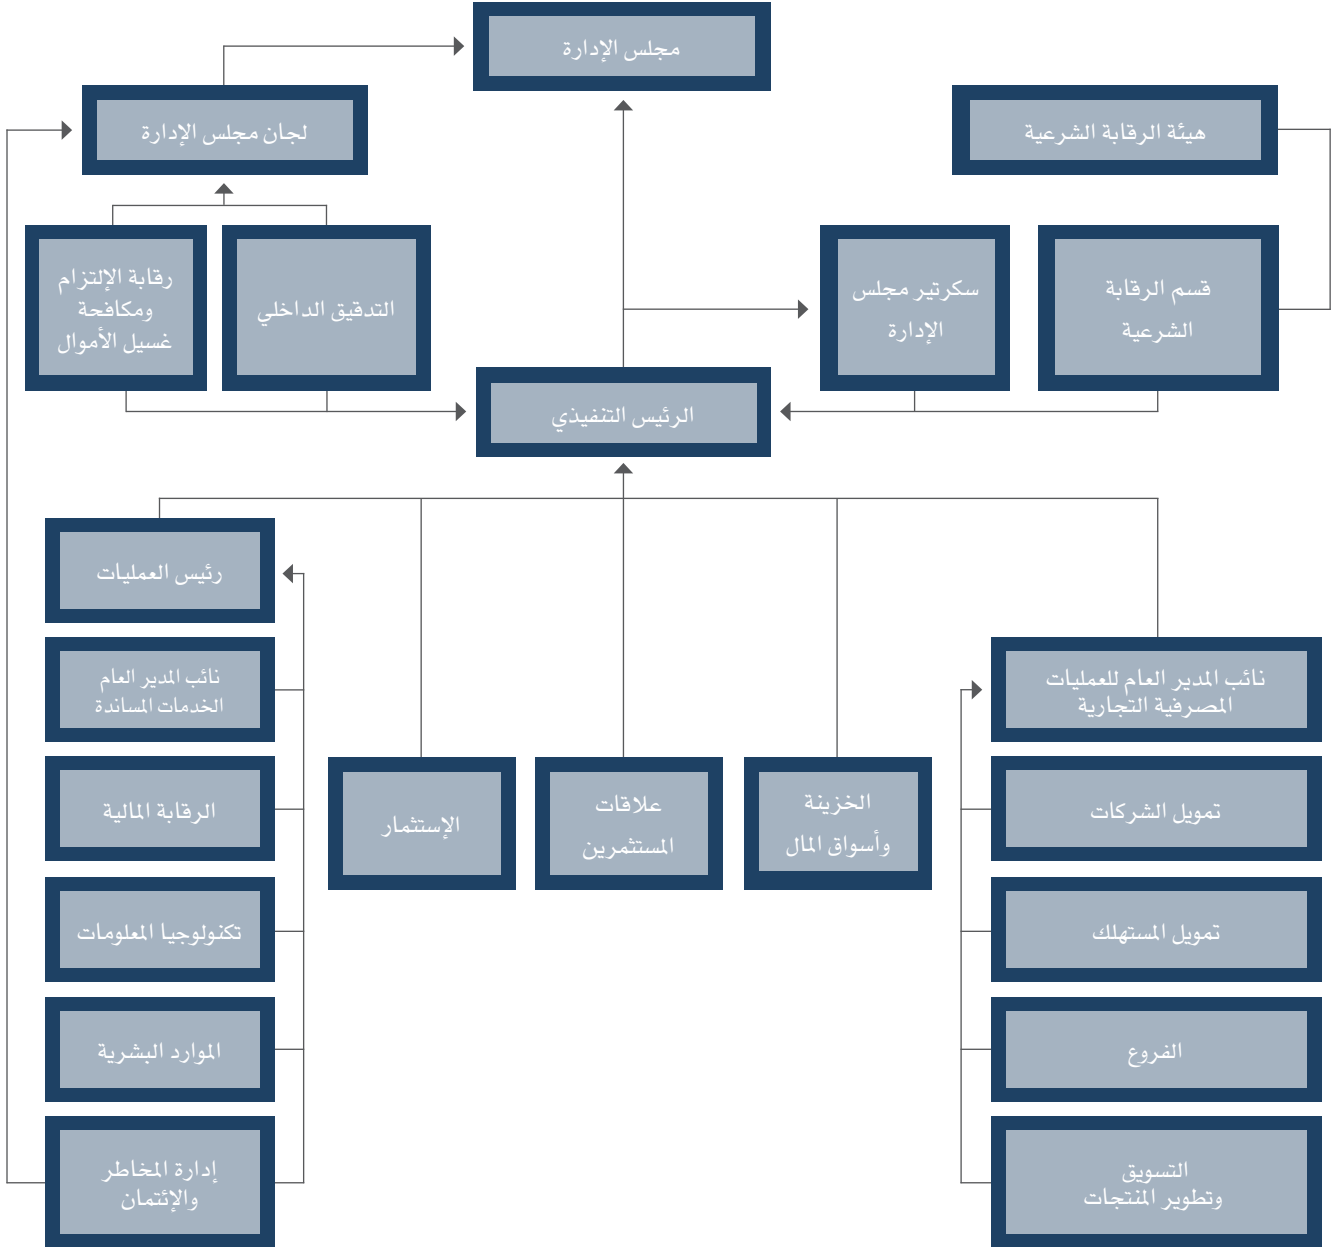 مجلس الإدارة
لجان مجلس الإدارة
هيئة الرقابة الشرعية
قسم الرقابة
الشرعية
سكرتير مجلس
الإدارة
التدقيق الداخلي
رقابة الإلتزام
ومكافحة
غسيل الأموال
الرئيس التنفيذي
رئيس العمليات
نائب المدير العام للعمليات
المصرفية التجارية
نائب المدير العام
الخدمات المساندة
الخزينة
وأسواق المال
علاقات
المستثمرين
الإستثمار
تمويل الشركات
الرقابة المالية
تمويل المستهلك
تكنولوجيا المعلومات
الفروع
الموارد البشرية
التسويق
وتطوير المنتجات
إدارة المخاطر
والإئتمان